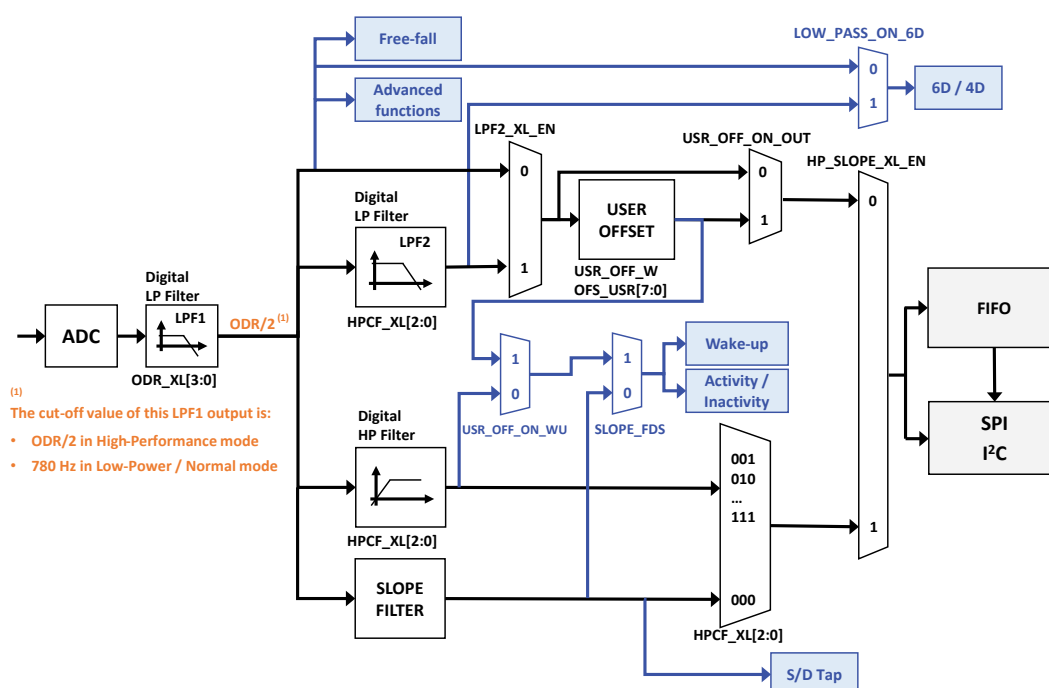 Free-fall
LOW_PASS_ON_6D
0
6D / 4D
1
Advanced
functions
LPF2_XL_EN
USR_OFF_ON_OUT
HP_SLOPE_XL_EN
0
0
0
Digital
LP Filter
LPF2
USER
OFFSET
1
1
USR_OFF_W
OFS_USR[7:0]
HPCF_XL[2:0]
Digital
LP Filter
LPF1
ADC
ODR/2 (1)
ODR_XL[3:0]
FIFO
Wake-up
1
1
0
0
Activity /
Inactivity
USR_OFF_ON_WU
SLOPE_FDS
SPI
I²C
(1)
The cut-off value of this LPF1 output is:
• ODR/2 in High-Performance mode
• 780 Hz in Low-Power / Normal mode
Digital
HP Filter
HPCF_XL[2:0]
001
010
...
111
1
SLOPE
FILTER
000
HPCF_XL[2:0]
S/D Tap